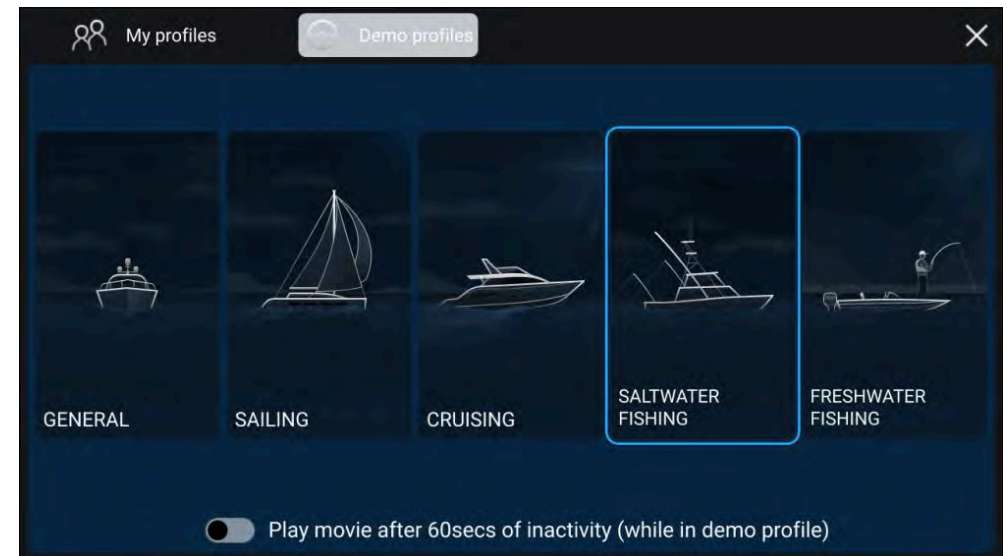 My profiles
Demo profiles
GENERAL
SAILING
CRUISING
SALTWATER
FISHING
FRESHWATER
FISHING
Play movie after 60secs of inactivity (while in demo profile)